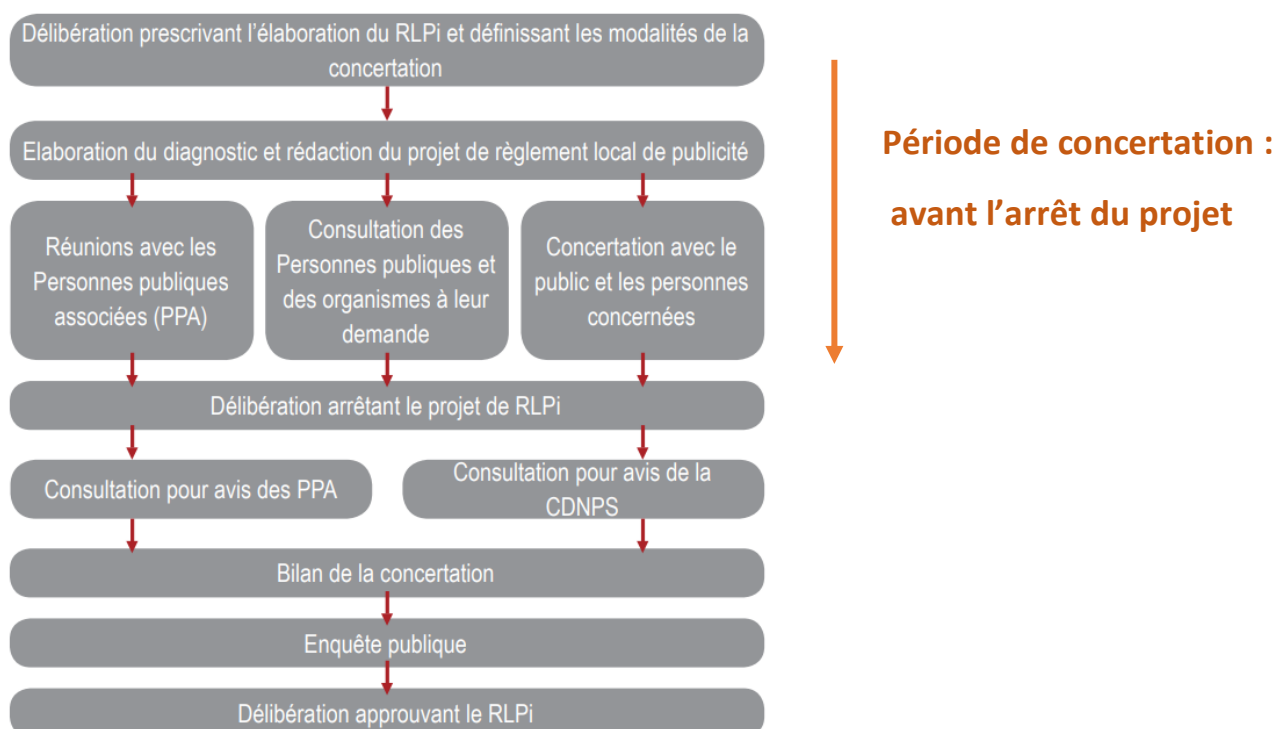 Délibération prescrivant l'élaboration du RLPi et définissant les modalités de la
concertation
Elaboration du diagnostic et rédaction du projet de règlement local de publicité
Réunions avec les
Personnes publiques
associées (PPA)
Consultation des
Personnes publiques et
des organismes à leur
demande
Concertation avec le
public et les personnes
concernées
Délibération arrêtant le projet de RLPi
Consultation pour avis des PPA
Consultation pour avis de la
CDNPS
Bilan de la concertation
Enquête publique
Délibération approuvant le RLPi
Période de concertation :
avant l'arrêt du projet